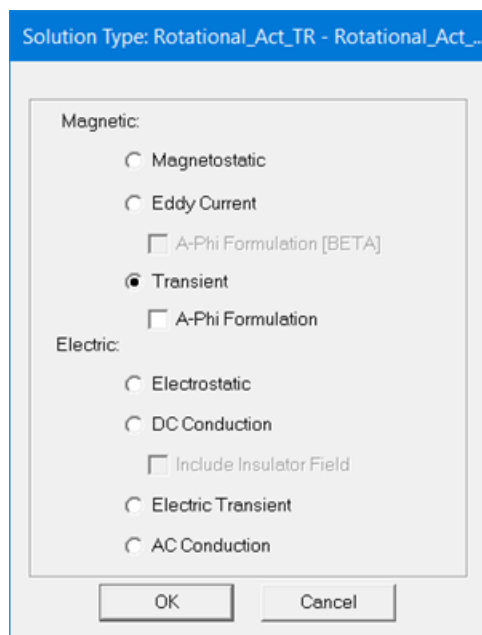 Solution Type: Rotational_Act_TR - Rotational_Act_...
Magnetic:
Magnetostatic
Eddy Current
A-Phi Formulation [BETA]
Transient
A-Phi Formulation
Electric:
Electrostatic
DC Conduction
Include Insulator Field
Electric Transient
AC Conduction
OK Cancel